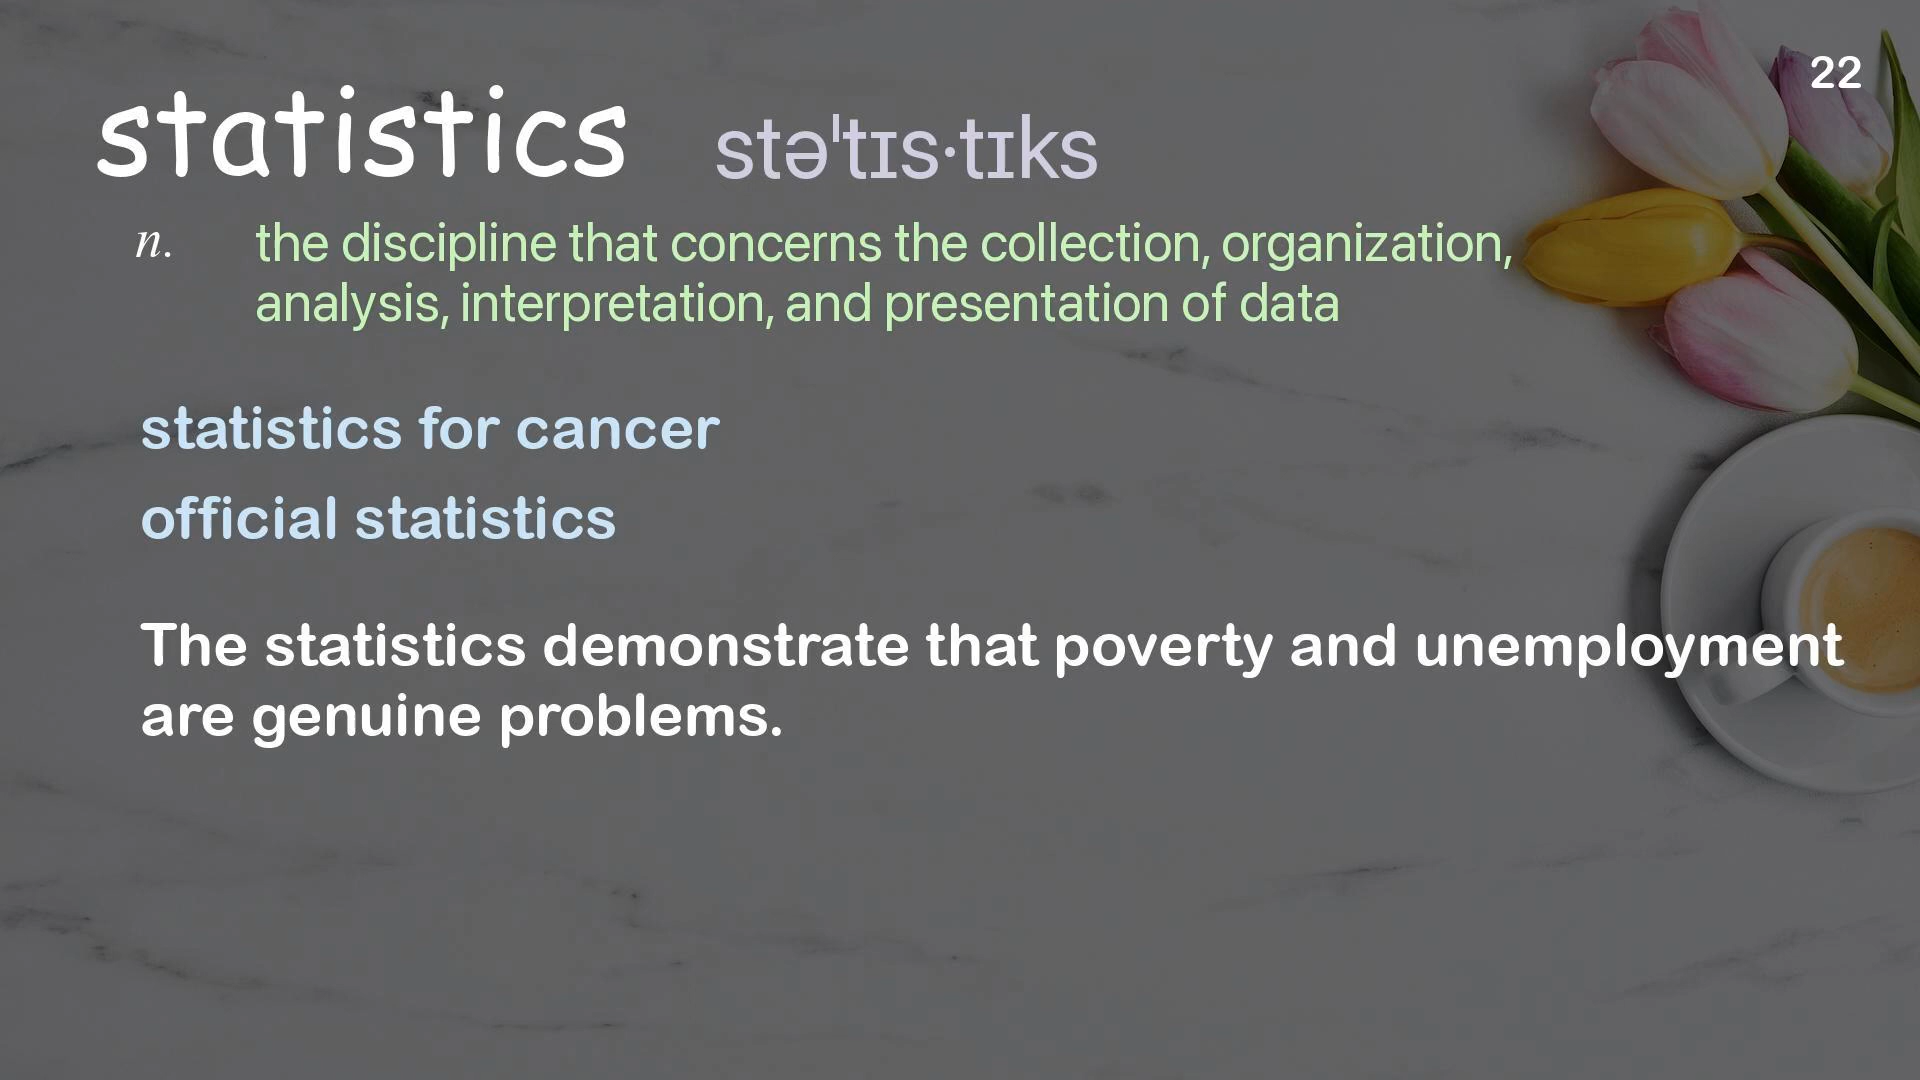 22
statistics stəˈtɪs·tɪks
n. the discipline that concerns the collection, organization,
analysis, interpretation, and presentation of data
statistics for cancer
official statistics
The statistics demonstrate that poverty and unemployment
are genuine problems.